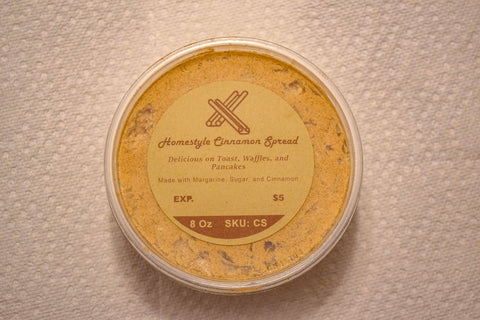 Homestyle Cinnamon Spread
Delicious on Toast, Waffles, and
Pancakes
Made with Margarine, Sugar, and Cinnamon
EXP. $5
8 Oz SKU: CS